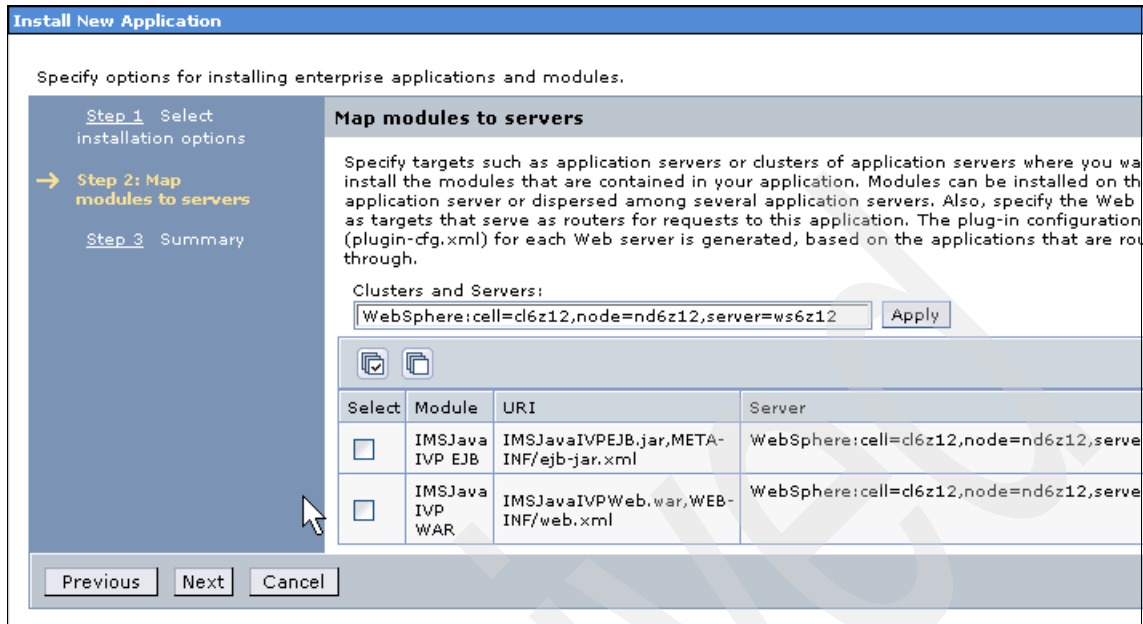 Install New Application
Specify options for installing enterprise applications and modules.
Step 1 Select
installation options
Step 2: Map
modules to servers
Step 3 Summary
Map modules to servers
Specify targets such as application servers or clusters of application servers where you wa
install the modules that are contained in your application. Modules can be installed on th
application server or dispersed among several application servers. Also, specify the Web
as targets that serve as routers for requests to this application. The plug-in configuration
(plugin-cfg.xml) for each Web server is generated, based on the applications that are rou
through.
Clusters and Servers:
WebSphere:cell=cl6z12,node=nd6z12,server=ws6z12 Apply
Select Module URI Server
IMSJava IMSJavaIVPEJB.jar,META- WebSphere:cell=cl6z12,node=nd6z12,serve
IVP EJB INF/ejb-jar.xml
IMSJava IMSJavaIVPWeb.war,WEB- WebSphere:cell=cl6z12,node=nd6z12,serve
IVP INF/web.xml
WAR
Previous Next Cancel